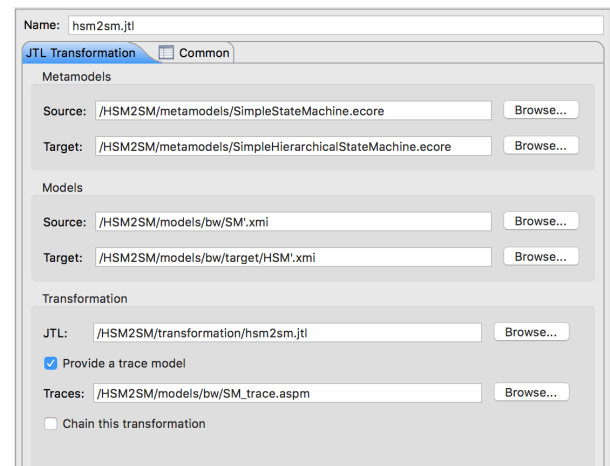 Name: hsm2sm.jtl
JTL Transformation Common
Metamodels
Source: /HSM2SM/metamodels/SimpleStateMachine.ecore Browse...
Target: /HSM2SM/metamodels/SimpleHierarchicalStateMachine.ecore Browse...
Models
Source: /HSM2SM/models/bw/SM'.xmi Browse...
Target: /HSM2SM/models/bw/target/HSM'.xmi Browse...
Transformation
JTL: /HSM2SM/transformation/hsm2sm.jtl Browse...
Provide a trace model
Traces: /HSM2SM/models/bw/SM_trace.aspm Browse...
Chain this transformation